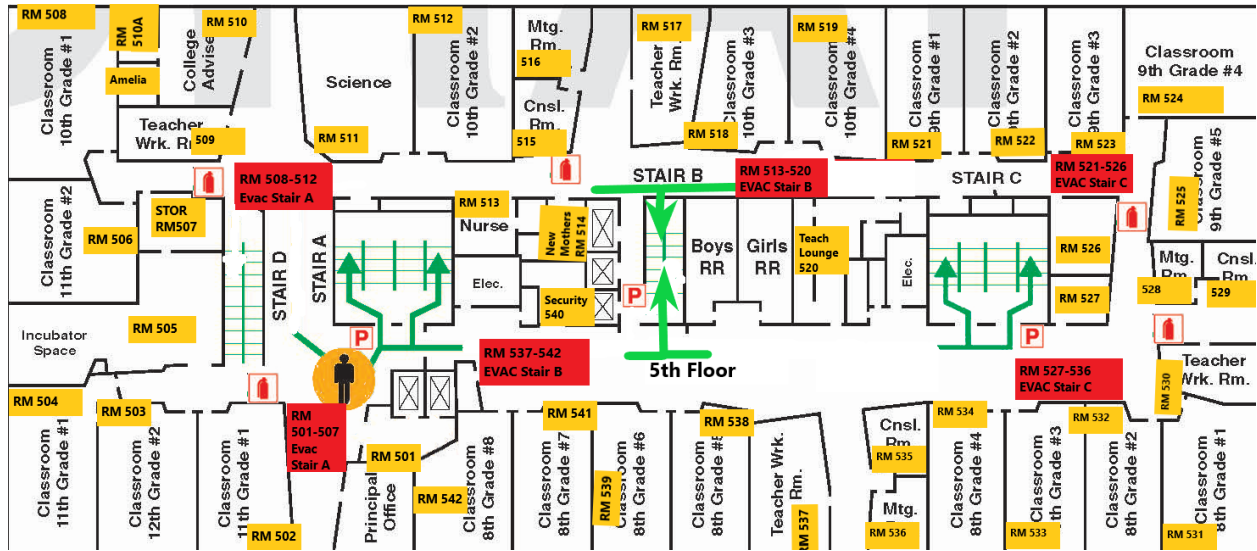 RM 508
RM
510A
RM 510
RM 512
RM 517
RM 519
Classroom
10th Grade #1
Amelia
College
Advise
Science
Classroom
10th Grade #2
Mtg.
Rm.
516
Cnsl.
Rm.
515
Teacher
Wrk. Rm.
Classroom
10th Grade #3
Classroom
10th Grade #4
Classroom
9th Grade #1
Classroom
9th Grade #2
Classroom
9th Grade #3
Classroom
9th Grade #4
RM 524
Teacher
Wrk. Rm
509
RM 511
RM 518
RM 521
RM 522
RM 523
RM 508-512
Evac Stair A
STAIR B
RM 513-520
EVAC Stair B
STAIR C
RM 521-526
EVAC Stair C
RM 525
Classroom
9th Grade #5
Classroom
11th Grade #2
RM 506
STOR
RM507
STAIR D
STAIR A
RM 513
Nurse
New
Mothers
RM 514
Boys
RR
Girls
RR
Teach
Lounge
520
Elec.
RM 526
Elec.
Security
540
P
RM 527
Mtg.
Rm
528
Cnsl.
Rm.
529
Incubator
Space
RM 505
P
P
RM 537-542
EVAC Stair B
5th Floor
RM 527-536
EVAC Stair C
Teacher
Wrk. Rm.
RM 530
RM 504
RM 503
RM
501-507
Evac
Stair A
RM 541
RM 538
RM 534
RM 532
Classroom
11th Grade #1
Classroom
12th Grade #2
Classroom
11th Grade #1
RM 502
Principal
Office
RM 501
RM 542
Classroom
8th Grade #8
Classroom
8th Grade #7
RM 539
Classroom
8th Grade #6
Classroom
8th Grade #5
Teacher Wrk.
Rm.
RM 537
Cnsl.
Rm
RM 535
Mtg.
Rm.
RM 536
Classroom
8th Grade #4
Classroom
8th Grade #3
RM 533
Classroom
8th Grade #2
Classroom
8th Grade #1
RM 531